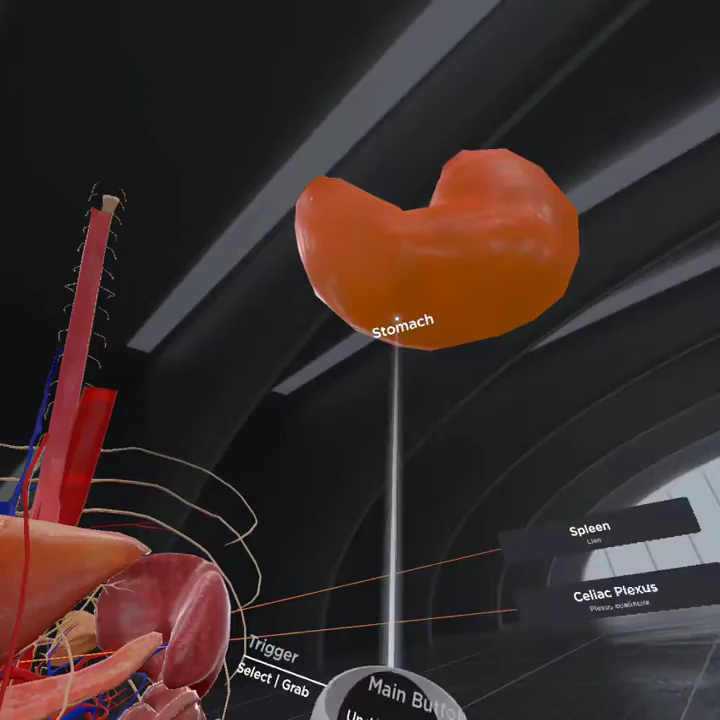 Stomach
Spleen
Lien
Celiac Plexus
Trigger
Select | Grab
Main Butto